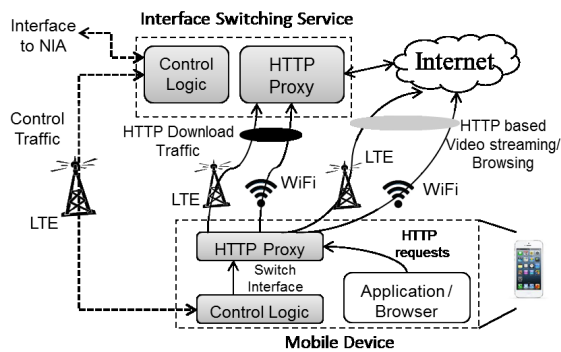 Interface Switching Service
Interface
to NIA
Control
Logic
HTTP
Proxy
Internet
Control
Traffic
HTTP Download
Traffic
HTTP based
Video streaming/
Browsing
LTE
LTE
WiFi
LTE
WiFi
HTTP Proxy
HTTP
requests
Switch
Interface
Control Logic
Application /
Browser
Mobile Device